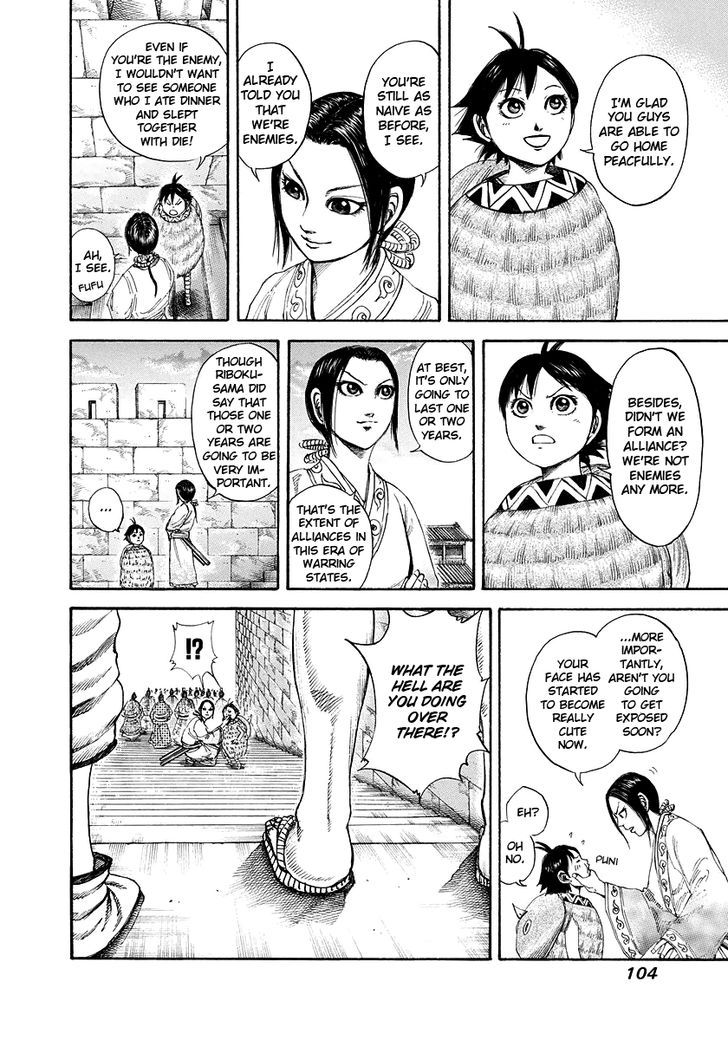 I'M GLAD
YOU GUYS
ARE ABLE TO
GO HOME
PEACFULLY.
YOU'RE
STILL AS
NAIVE AS
BEFORE,
I SEE.
I
ALREADY
TOLD YOU
THAT
WE'RE
ENEMIES.
EVEN IF
YOU'RE THE ENEMY,
I WOULDN'T WANT
TO SEE SOMEONE
WHO I ATE DINNER
AND SLEPT
TOGETHER
WITH DIE!
AH,
I SEE.
FUFU
BESIDES,
DIDN'T WE
FORM AN
ALLIANCE?
WE'RE NOT
ENEMIES
ANY MORE.
AT BEST,
IT'S ONLY
GOING TO
LAST ONE
OR TWO
YEARS.
THAT'S THE
EXTENT OF
ALLIANCES IN
THIS ERA OF
WARRING
STATES.
THOUGH
RIBOKU-
SAMA DID
SAY THAT
THOSE ONE
OR TWO
YEARS ARE
GOING TO BE
VERY IM-
PORTANT.
...
...MORE
IMPOR-
TANTLY,
AREN'T YOU
GOING
TO GET
EXPOSED
SOON?
YOUR
FACE HAS
STARTED
TO BECOME
REALLY
CUTE
NOW.
EH?
OH
NO.
PUNI
WHAT THE
HELL ARE
YOU DOING
OVER
THERE!?
!?
104